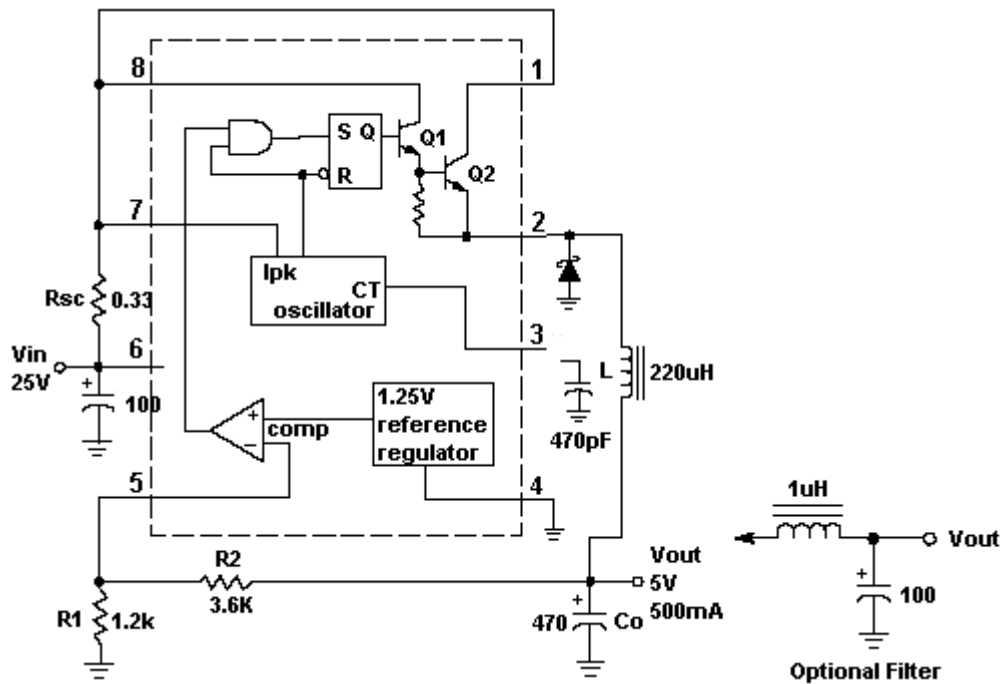 8
1
S Q
R
Q1
Q2
7
2
Ipk
CT
oscillator
Rsc
0.33
3
Vin
25V
6
+
100
L
220uH
470pF
+
-
comp
1.25V
reference
regulator
5
4
1uH
R2
3.6K
Vout
5V
500mA
Vout
R1
1.2k
+
470
Co
+
100
Optional Filter